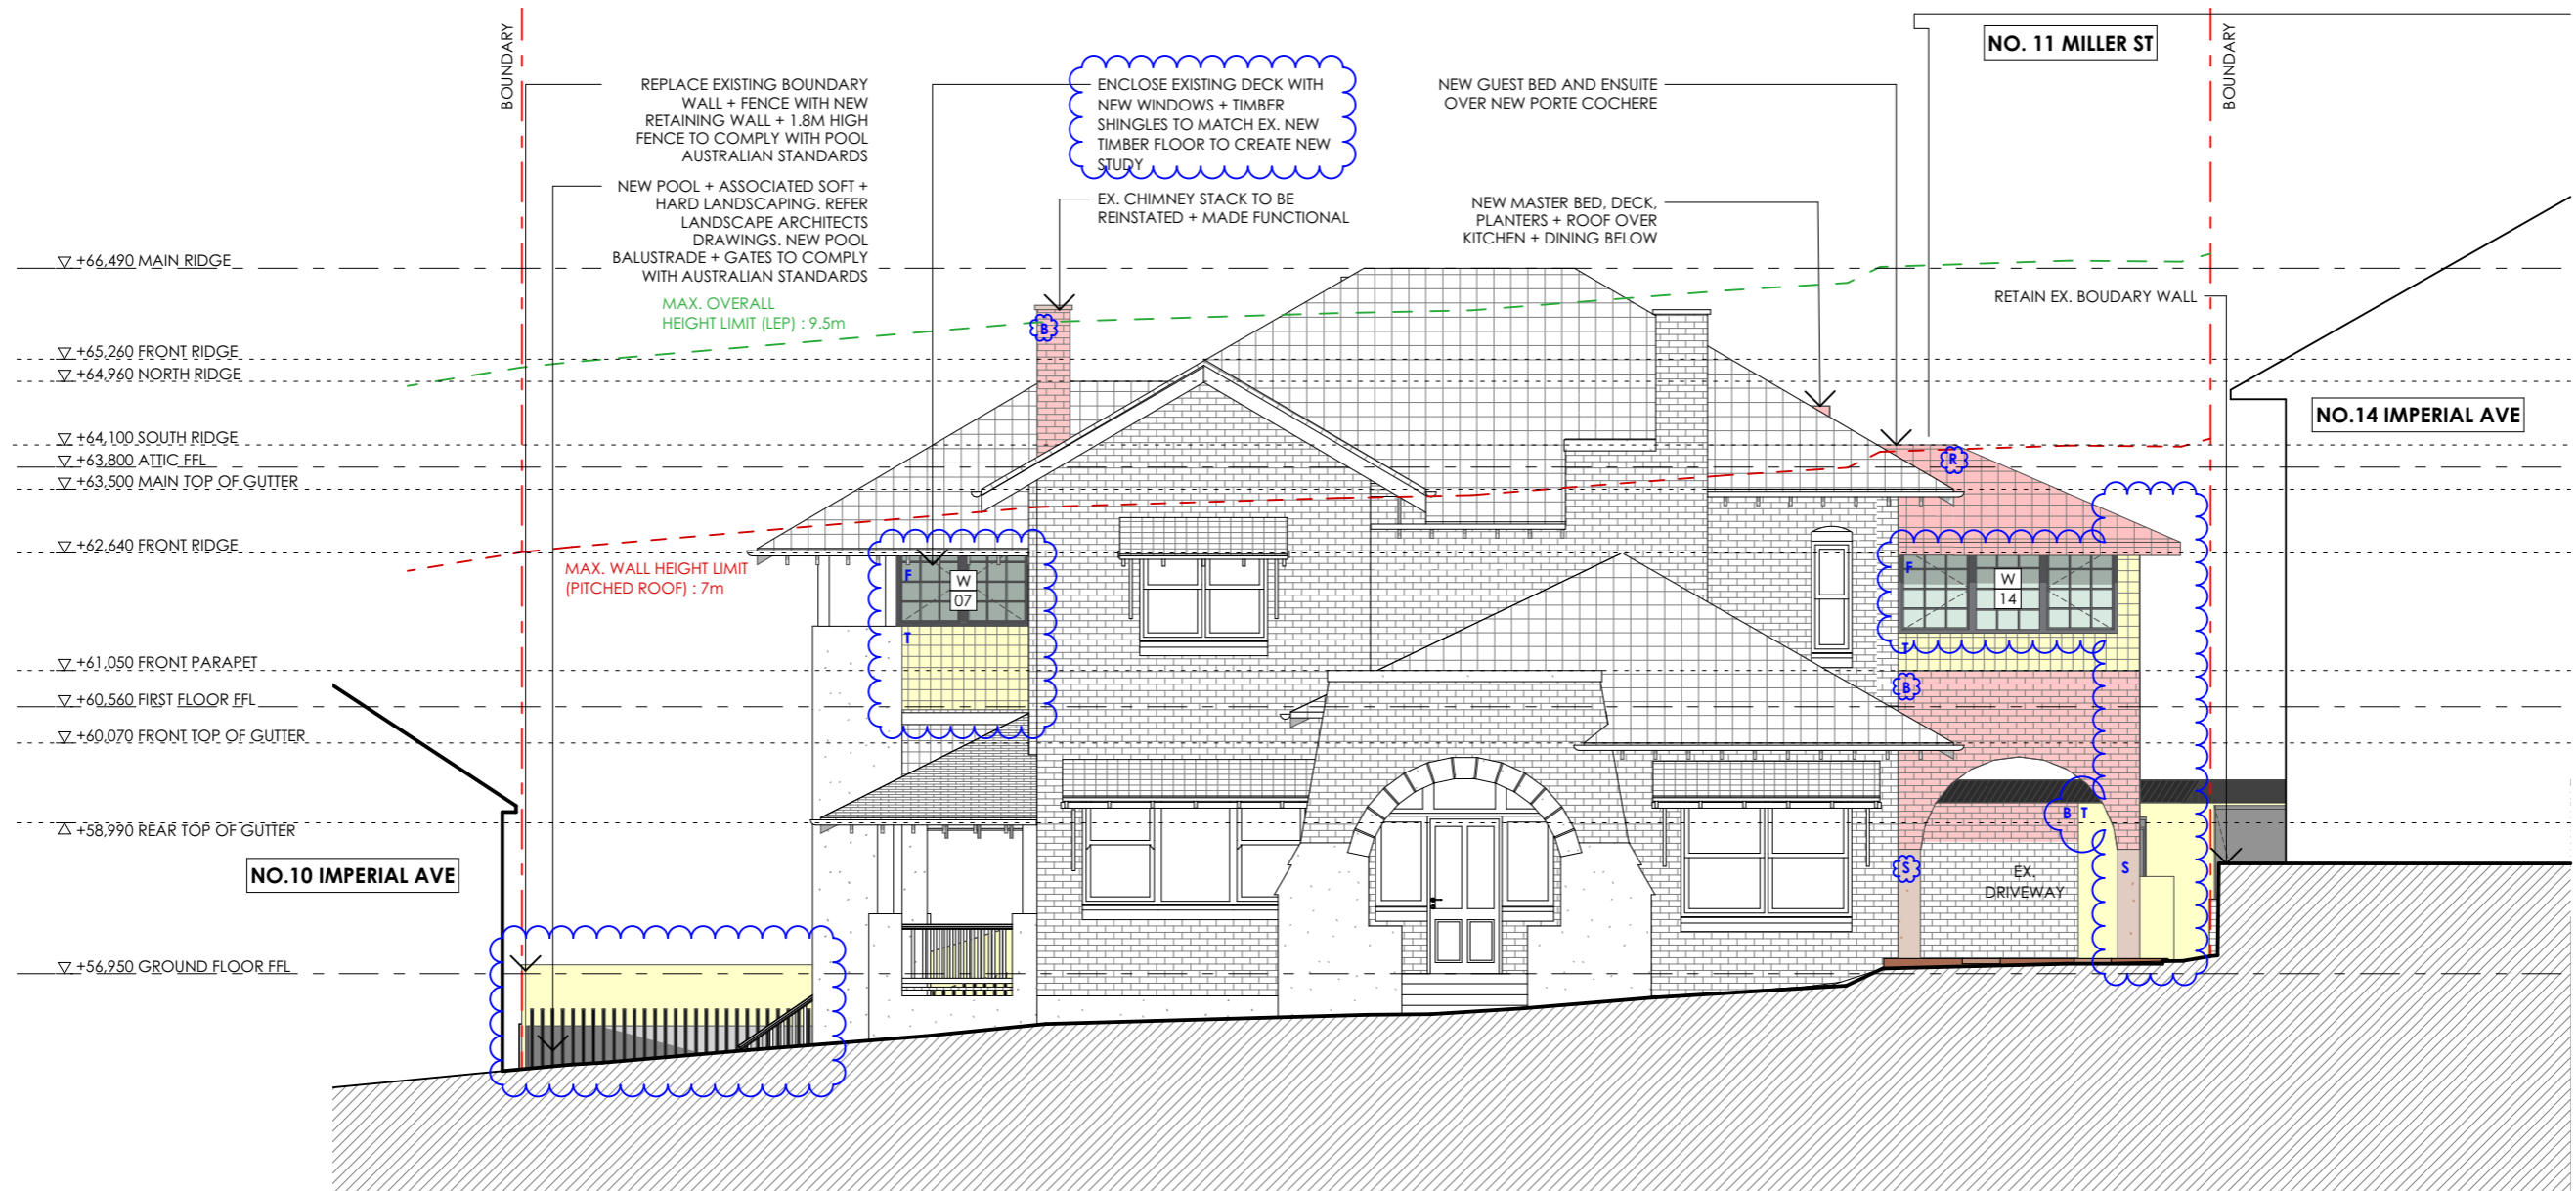 BOUNDARY
NO. 11 MILLER ST
BOUNDARY
REPLACE EXISTING BOUNDARY
WALL + FENCE WITH NEW
RETAINING WALL + 1.8M HIGH
FENCE TO COMPLY WITH POOL
AUSTRALIAN STANDARDS
ENCLOSE EXISTING DECK WITH
NEW WINDOWS + TIMBER
SHINGLES TO MATCH EX. NEW
TIMBER FLOOR TO CREATE NEW
STUDY
NEW GUEST BED AND ENSUITE
OVER NEW PORTE COCHERE
NEW POOL + ASSOCIATED SOFT +
HARD LANDSCAPING. REFER
LANDSCAPE ARCHITECTS
DRAWINGS. NEW POOL
BALUSTRADE + GATES TO COMPLY
WITH AUSTRALIAN STANDARDS
EX. CHIMNEY STACK TO BE
REINSTATED + MADE FUNCTIONAL
NEW MASTER BED, DECK,
PLANTERS + ROOF OVER
KITCHEN + DINING BELOW
+66,490 MAIN RIDGE
MAX. OVERALL
HEIGHT LIMIT (LEP) : 9.5m
RETAIN EX. BOUDARY WALL
B
+65,260 FRONT RIDGE
+64,960 NORTH RIDGE
NO.14 IMPERIAL AVE
+64,100 SOUTH RIDGE
+63,800 ATTIC FFL
R
+63,500 MAIN TOP OF GUTTER
+62,640 FRONT RIDGE
MAX. WALL HEIGHT LIMIT
(PITCHED ROOF) : 7m
F
W
07
T
F
W
14
T
+61,050 FRONT PARAPET
B
+60,560 FIRST FLOOR FFL
+60,070 FRONT TOP OF GUTTER
B T
+58,990 REAR TOP OF GUTTER
NO.10 IMPERIAL AVE
S
EX.
DRIVEWAY
S
+56,950 GROUND FLOOR FFL